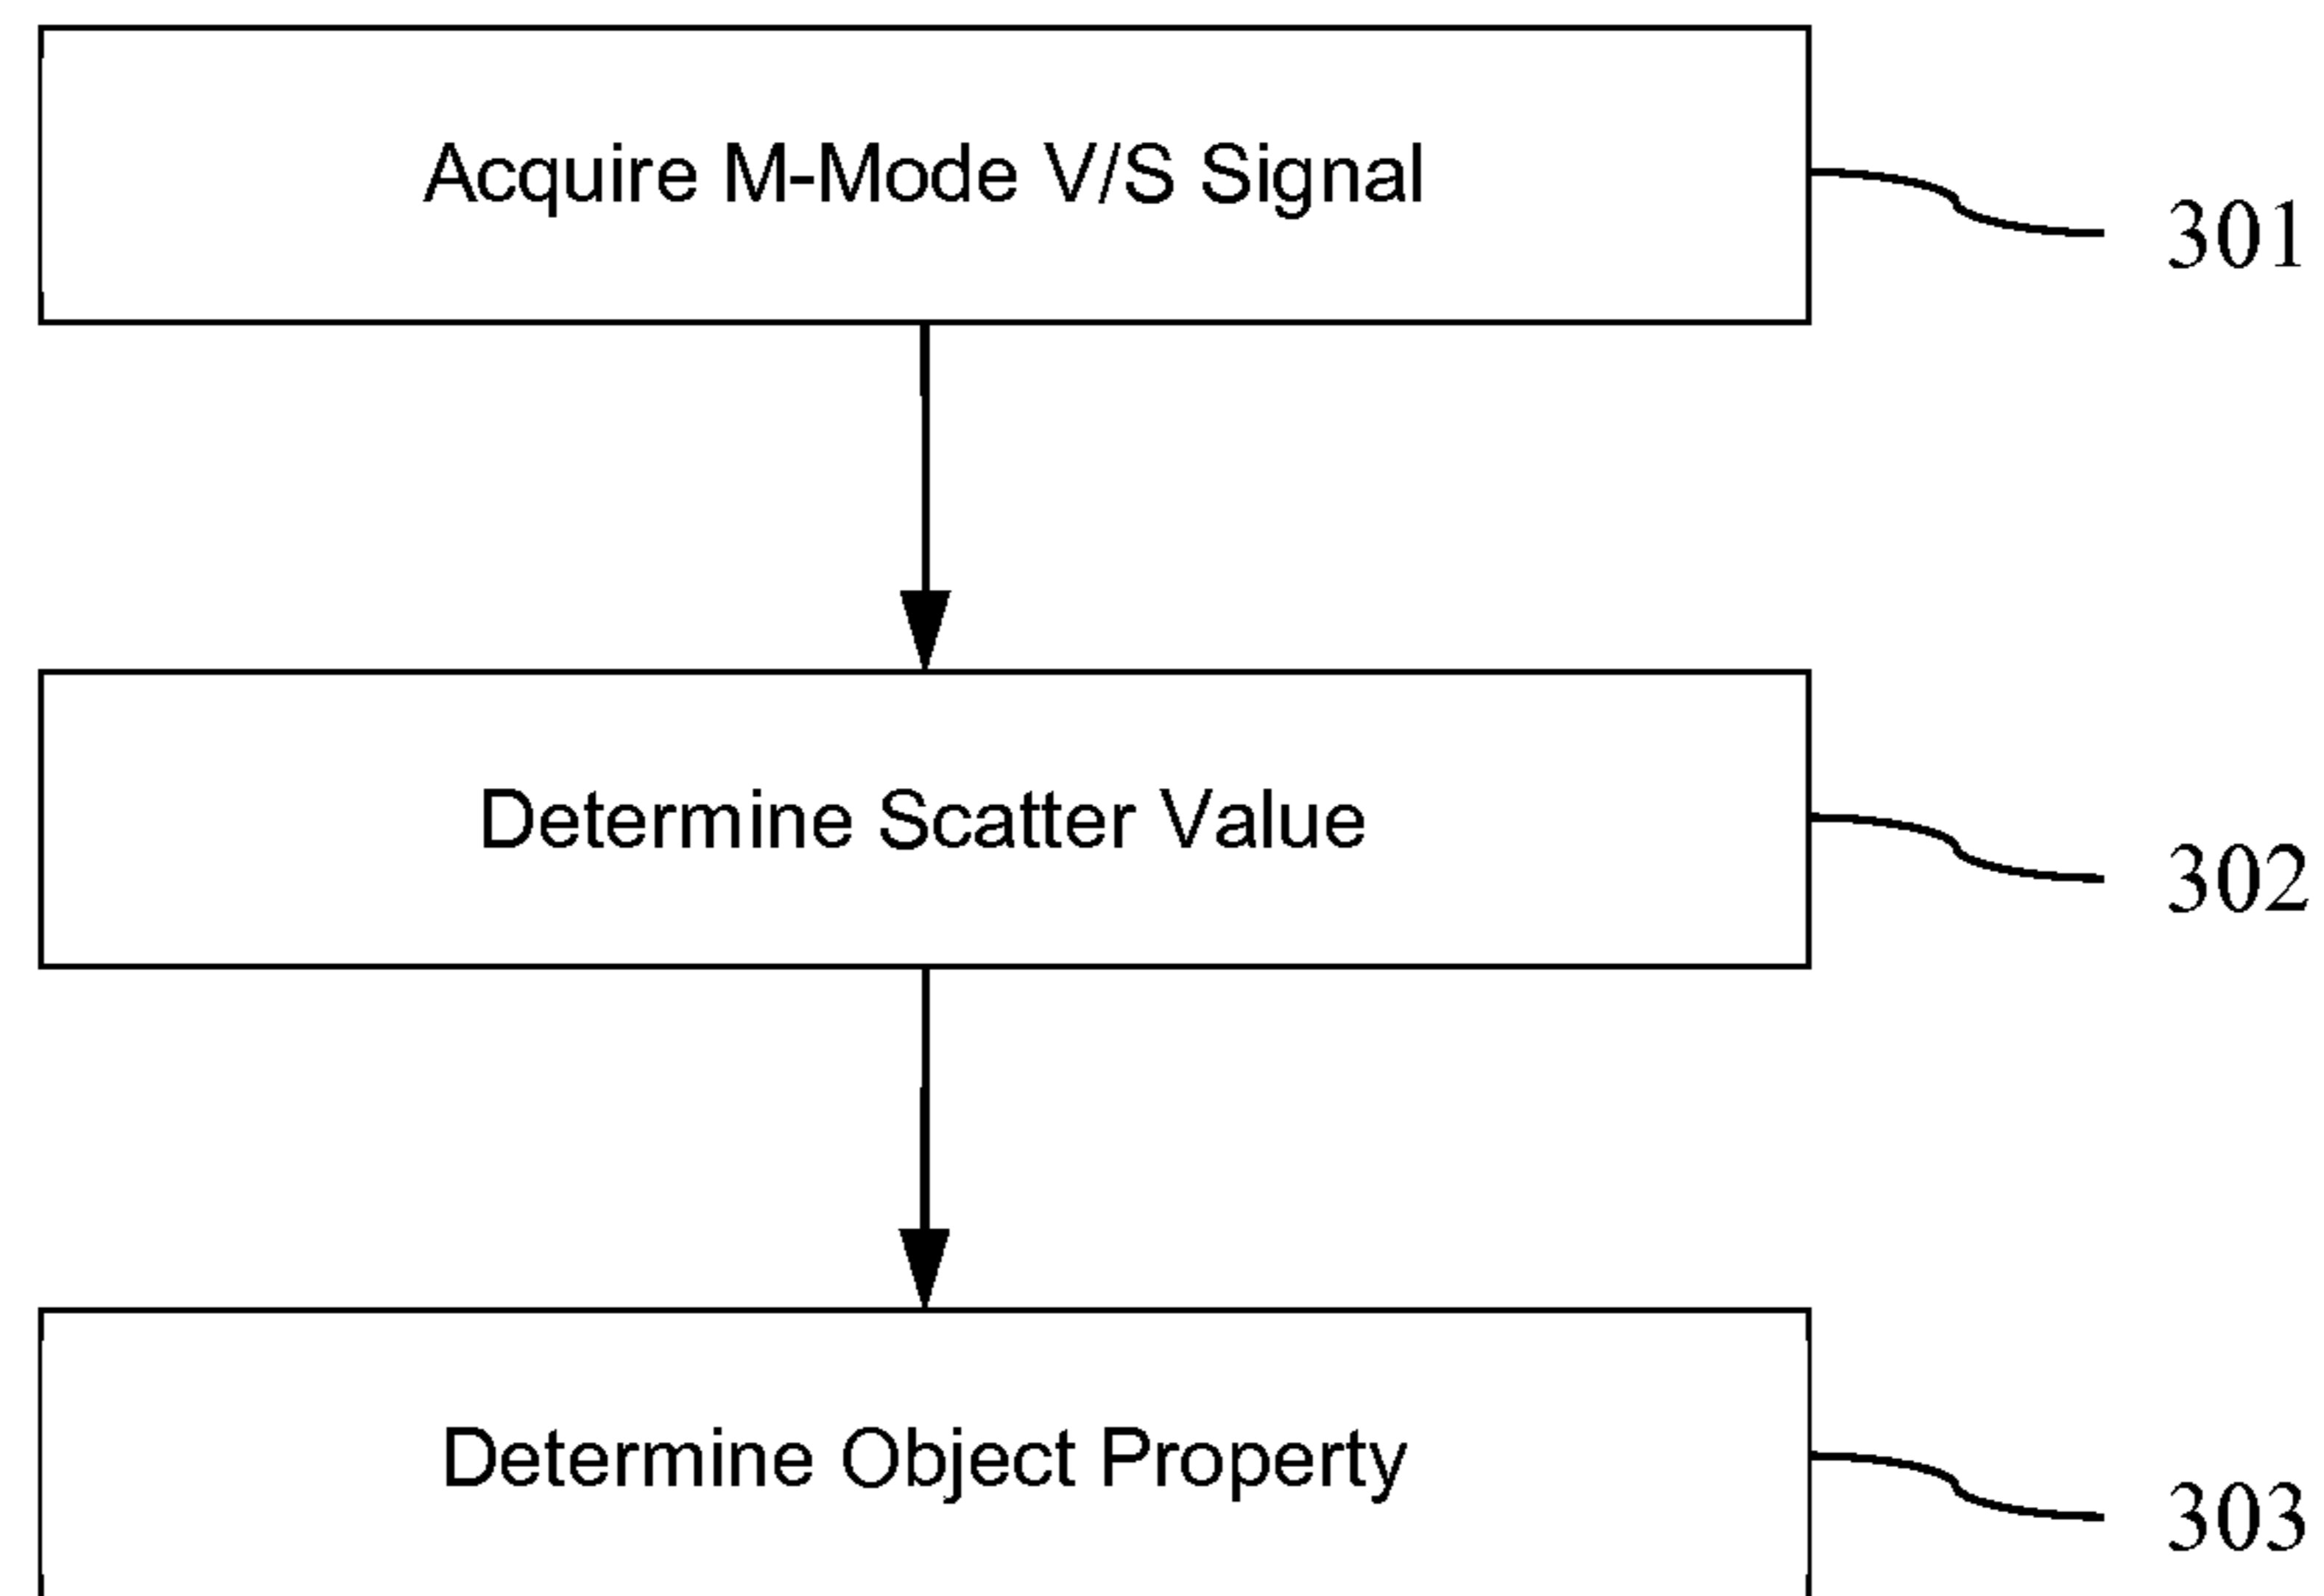 Acquire M-Mode V/S Signal
301
Determine Scatter Value
302
Determine Object Property
303